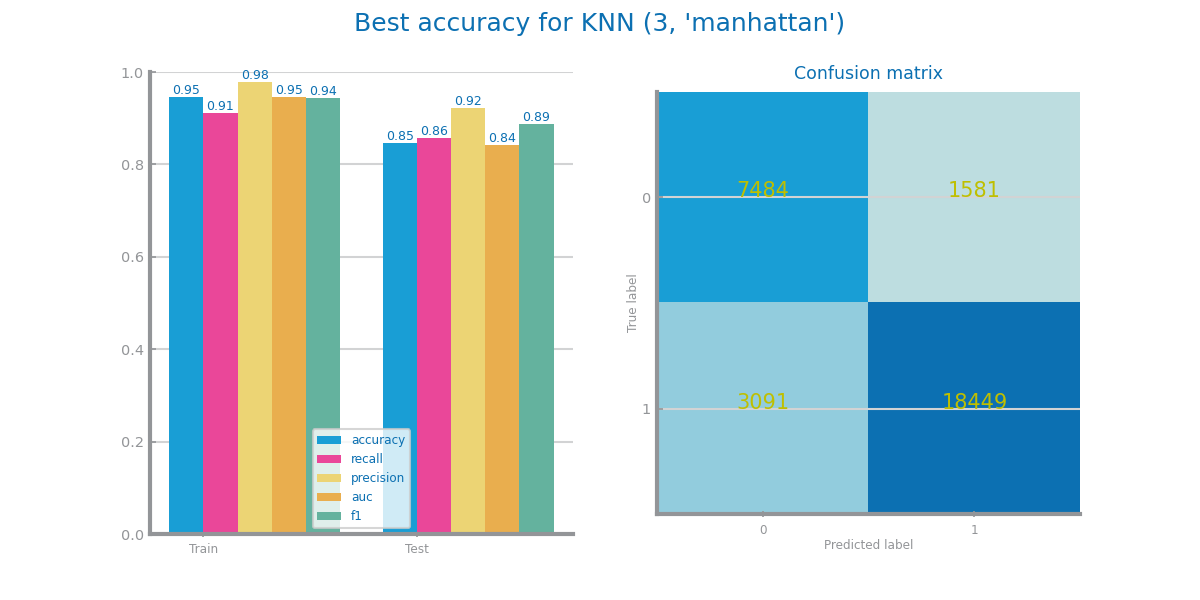 Best accuracy for KNN (3, 'manhattan')
1.0
0.8
0.6
0.4
0.2
0.0
0.95
0.91
0.98
0.95
0.94
0.85
0.86
0.92
0.84
0.89
accuracy
recall
precision
auc
f1
Train
Test
Confusion matrix
True label
0
1
7484
1581
3091
18449
0
1
Predicted label